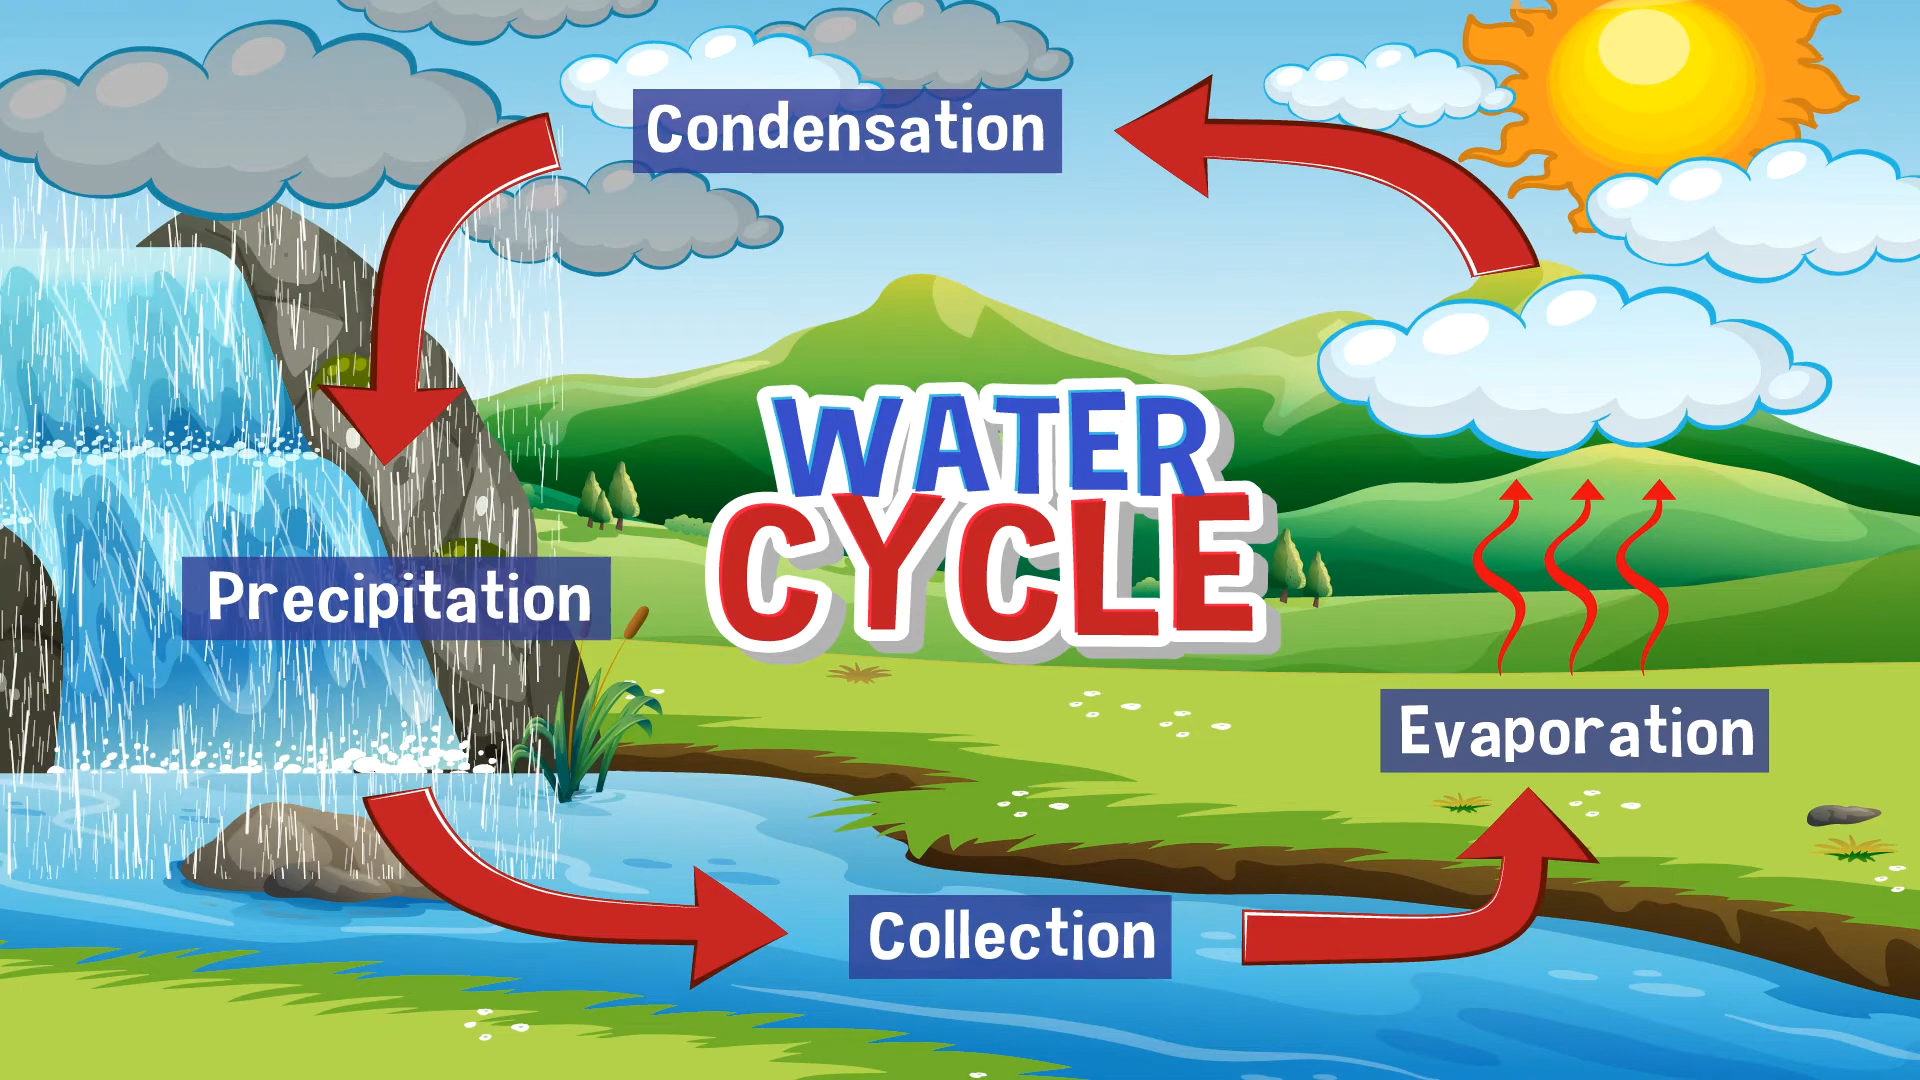 Condensation
WATER
CYCLE
Precipitation
Evaporation
Collection